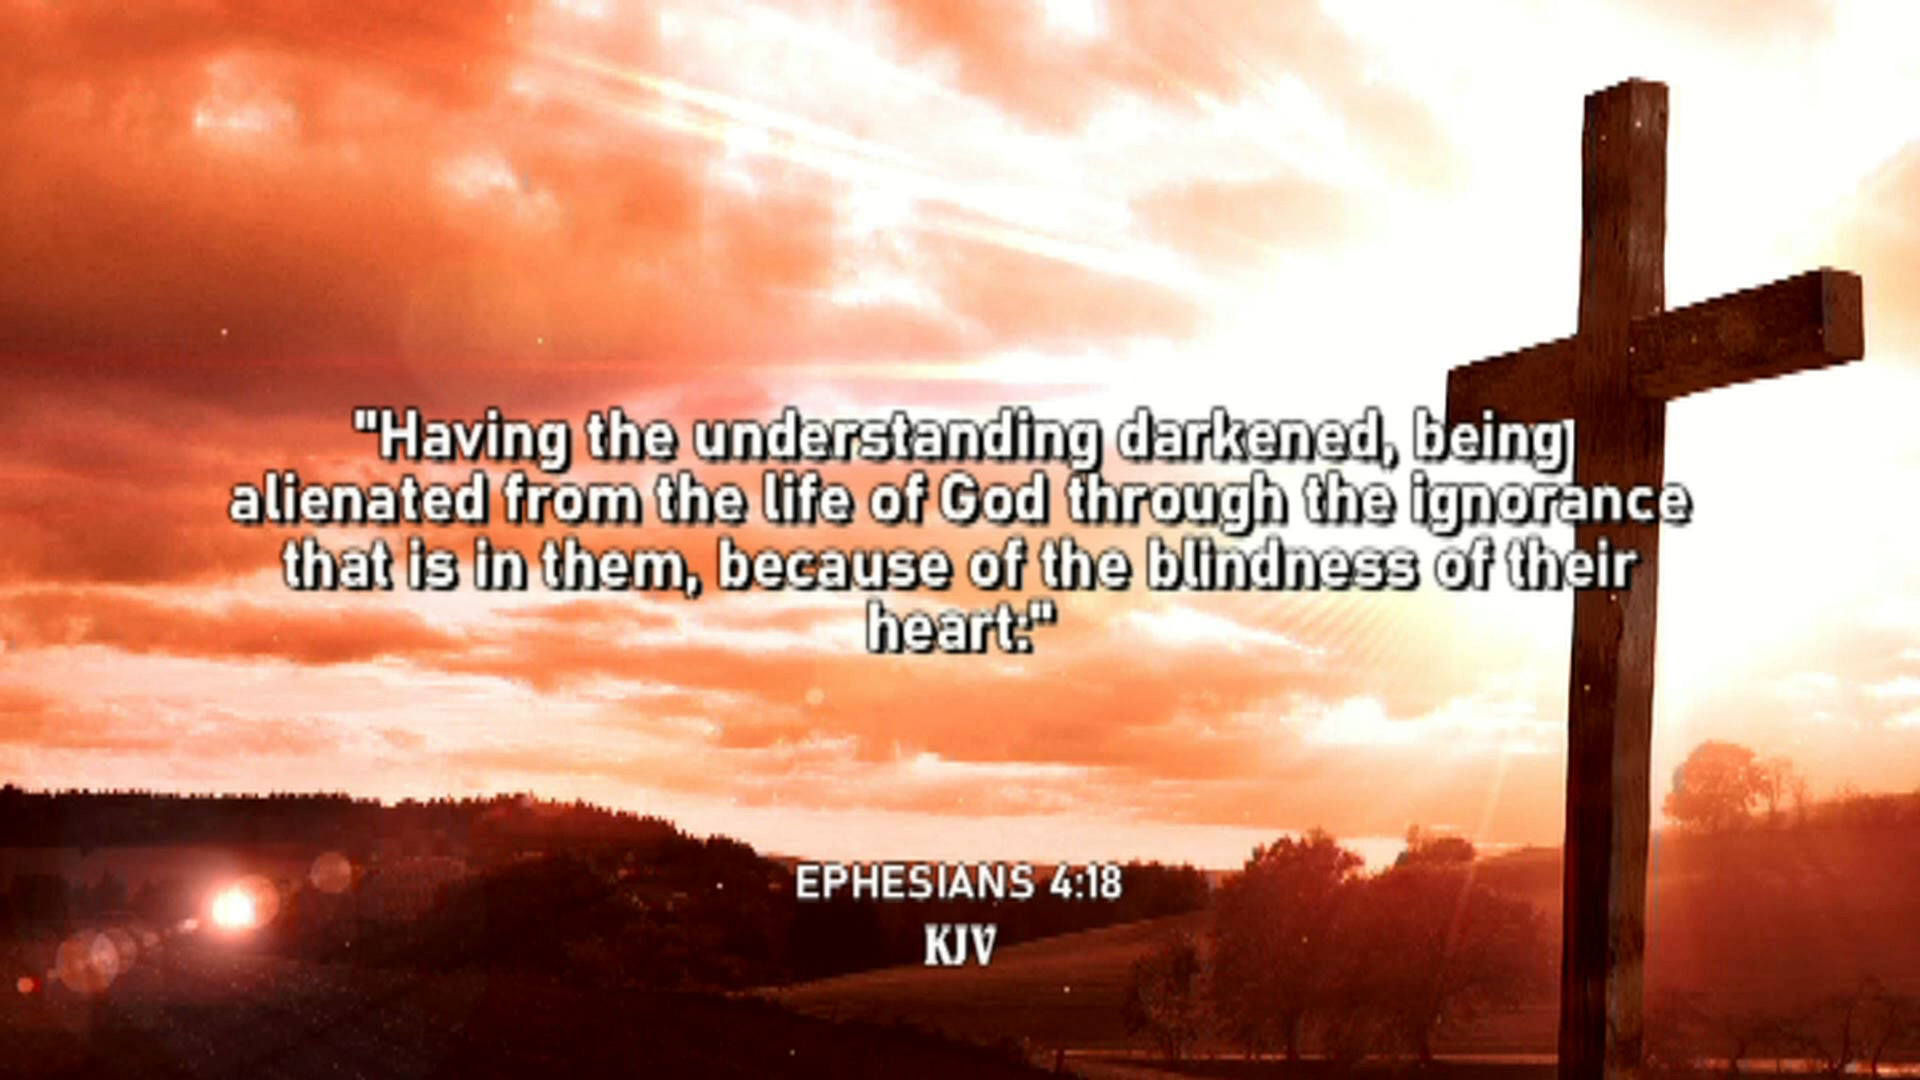 "Having the understanding darkened, being
alienated from the life of God through the ignorance
that is in them, because of the blindness of their
heart:"
EPHESIANS 4:18
KJV